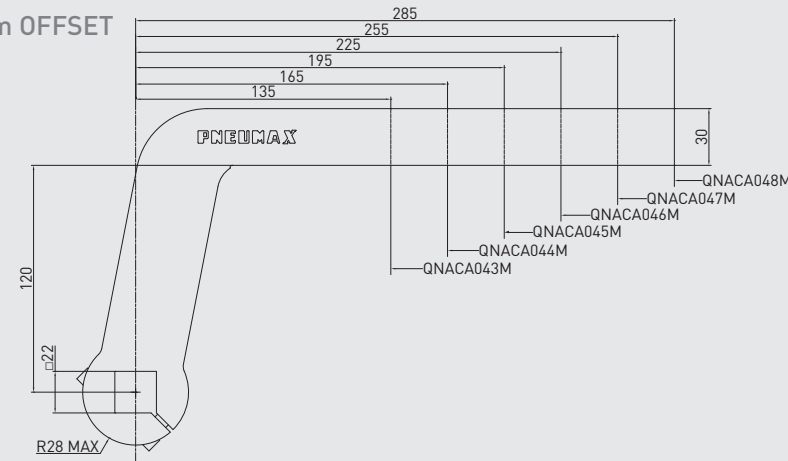 m OFFSET
285
255
225
195
165
135
PNEUMAX
30
QNACA048M
QNACA047M
QNACA046M
QNACA045M
QNACA044M
QNACA043M
120
□22
R28 MAX